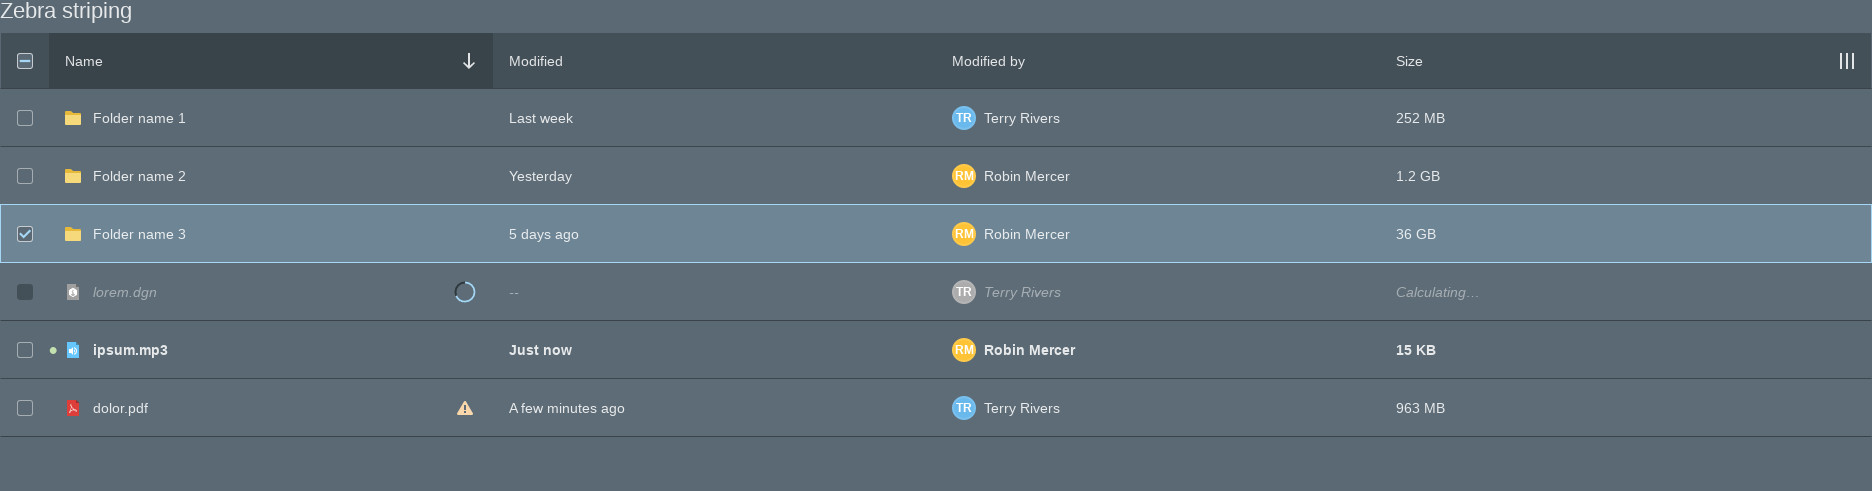 Zebra striping
Name Modified Modified by Size
Folder name 1 Last week TR Terry Rivers 252 MB
Folder name 2 Yesterday RM Robin Mercer 1.2 GB
Folder name 3 5 days ago RM Robin Mercer 36 GB
lorem.dgn -- TR Terry Rivers Calculating…
ipsum.mp3 Just now RM Robin Mercer 15 KB
dolor.pdf A few minutes ago TR Terry Rivers 963 MB